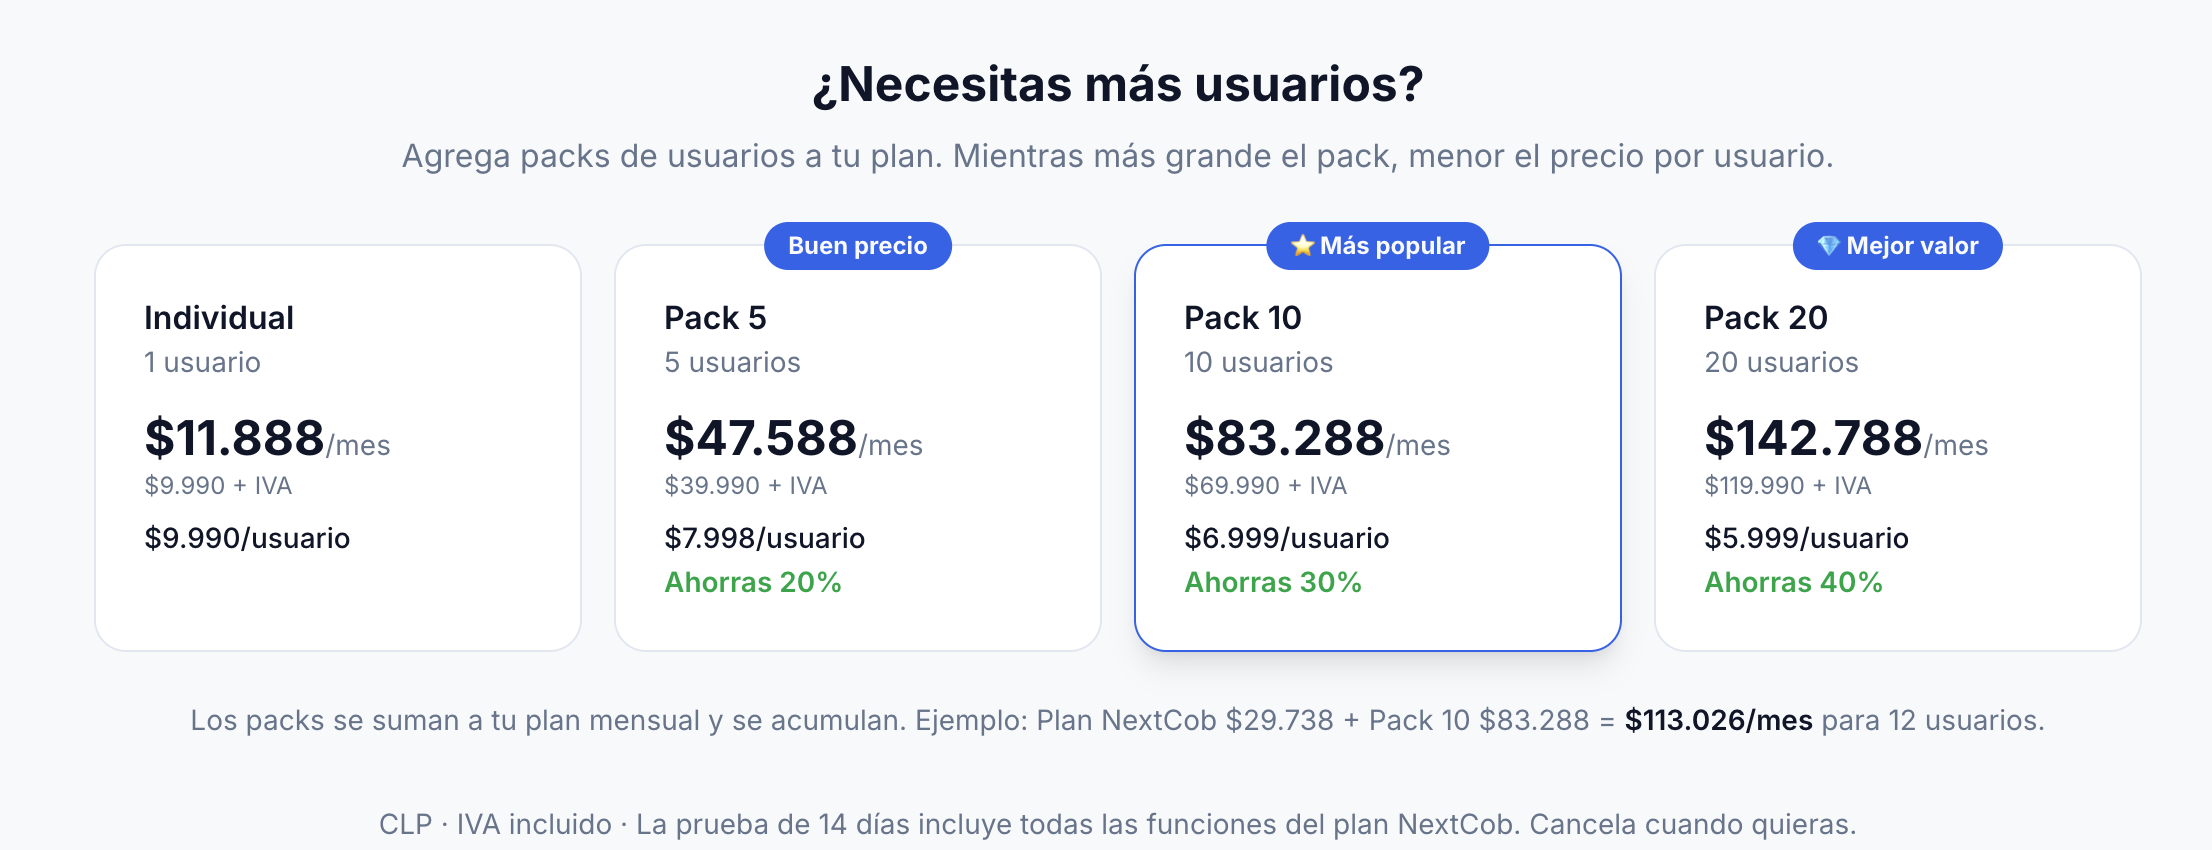 ¿Necesitas más usuarios?
Agrega packs de usuarios a tu plan. Mientras más grande el pack, menor el precio por usuario.
Individual
1 usuario
$11.888/mes
$9.990 + IVA
$9.990/usuario
Buen precio
Pack 5
5 usuarios
$47.588/mes
$39.990 + IVA
$7.998/usuario
Ahorras 20%
⭐ Más popular
Pack 10
10 usuarios
$83.288/mes
$69.990 + IVA
$6.999/usuario
Ahorras 30%
💎 Mejor valor
Pack 20
20 usuarios
$142.788/mes
$119.990 + IVA
$5.999/usuario
Ahorras 40%
Los packs se suman a tu plan mensual y se acumulan. Ejemplo: Plan NextCob $29.738 + Pack 10 $83.288 = $113.026/mes para 12 usuarios.
CLP · IVA incluido · La prueba de 14 días incluye todas las funciones del plan NextCob. Cancela cuando quieras.